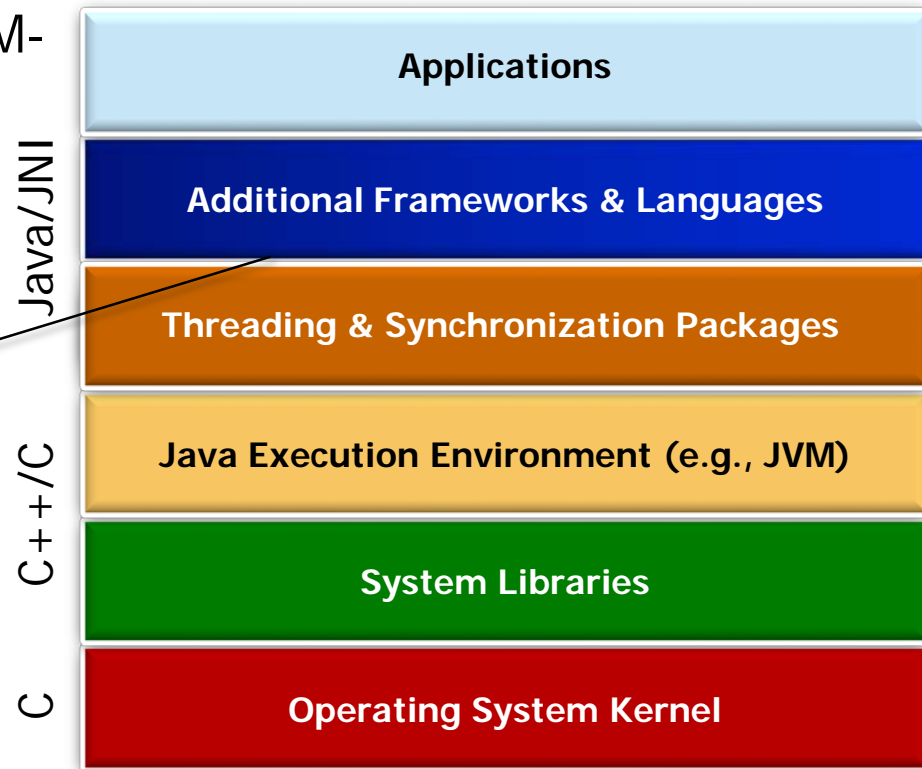 M-
Applications
Java/JNI
Additional Frameworks & Languages
Threading & Synchronization Packages
C++/C
Java Execution Environment (e.g., JVM)
System Libraries
C
Operating System Kernel